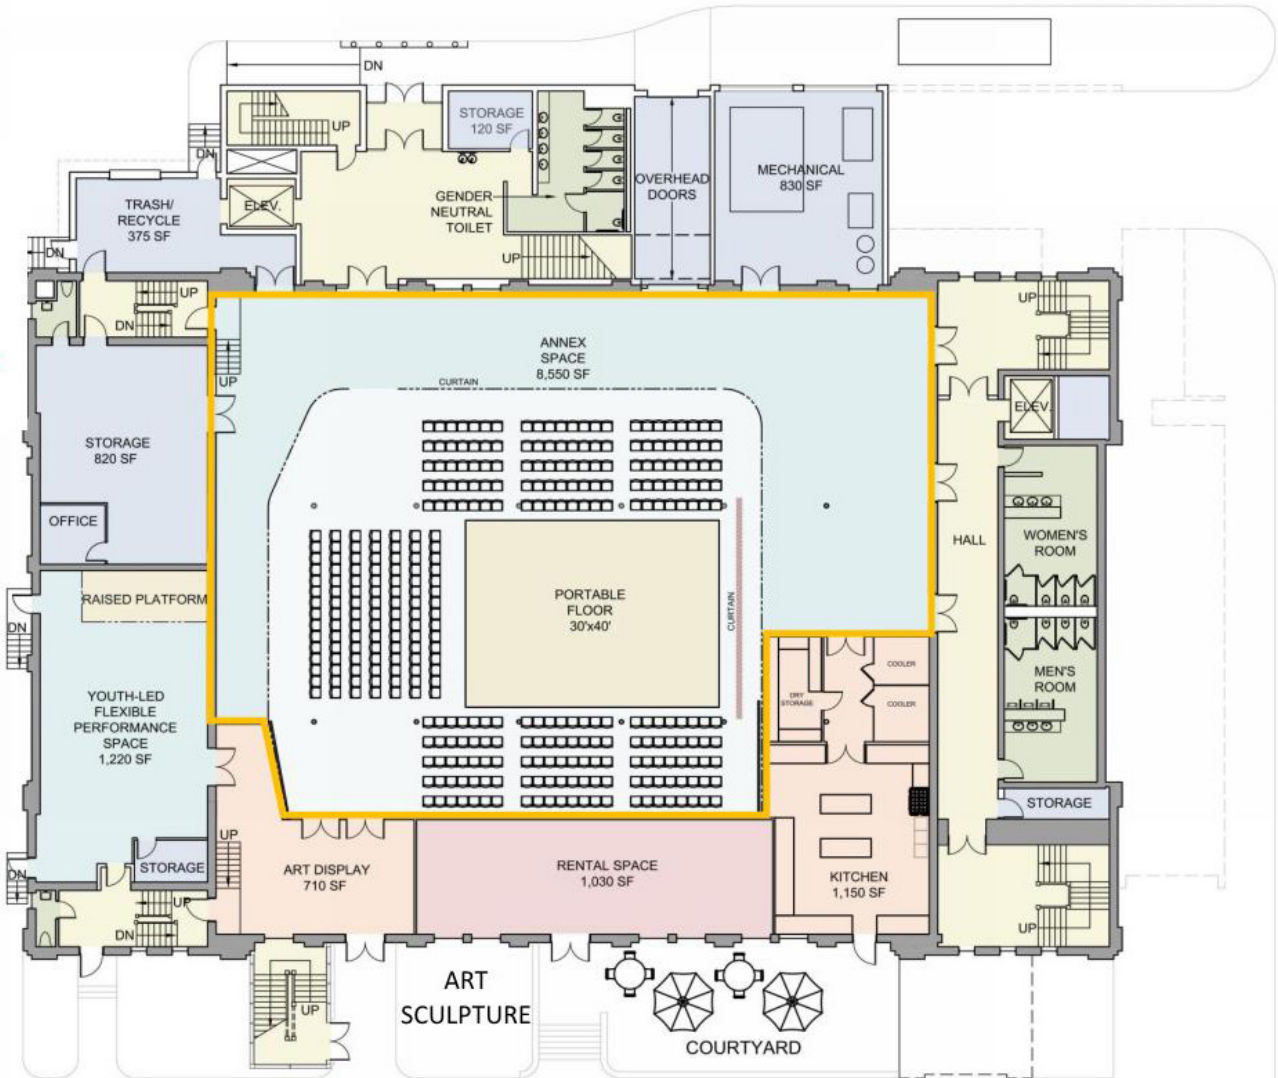 DN
UP
STORAGE
120 SF
DN
TRASH/
RECYCLE
375 SF
ELEV.
GENDER
NEUTRAL
TOILET
OVERHEAD
DOORS
MECHANICAL
830 SF
DN
UP
UP
DN
UP
ANNEX
SPACE
8,550 SF
CURTAIN
UP
ELEV.
STORAGE
820 SF
OFFICE
HALL
WOMEN'S
ROOM
RAISED PLATFORM
PORTABLE
FLOOR
30'x40'
CURTAIN
DN
YOUTH-LED
FLEXIBLE
PERFORMANCE
SPACE
1,220 SF
DRY
STORAGE
COOLER
COOLER
MEN'S
ROOM
STORAGE
UP
STORAGE
DN
ART DISPLAY
710 SF
RENTAL SPACE
1,030 SF
KITCHEN
1,150 SF
UP
DN
UP
UP
ART
SCULPTURE
COURTYARD